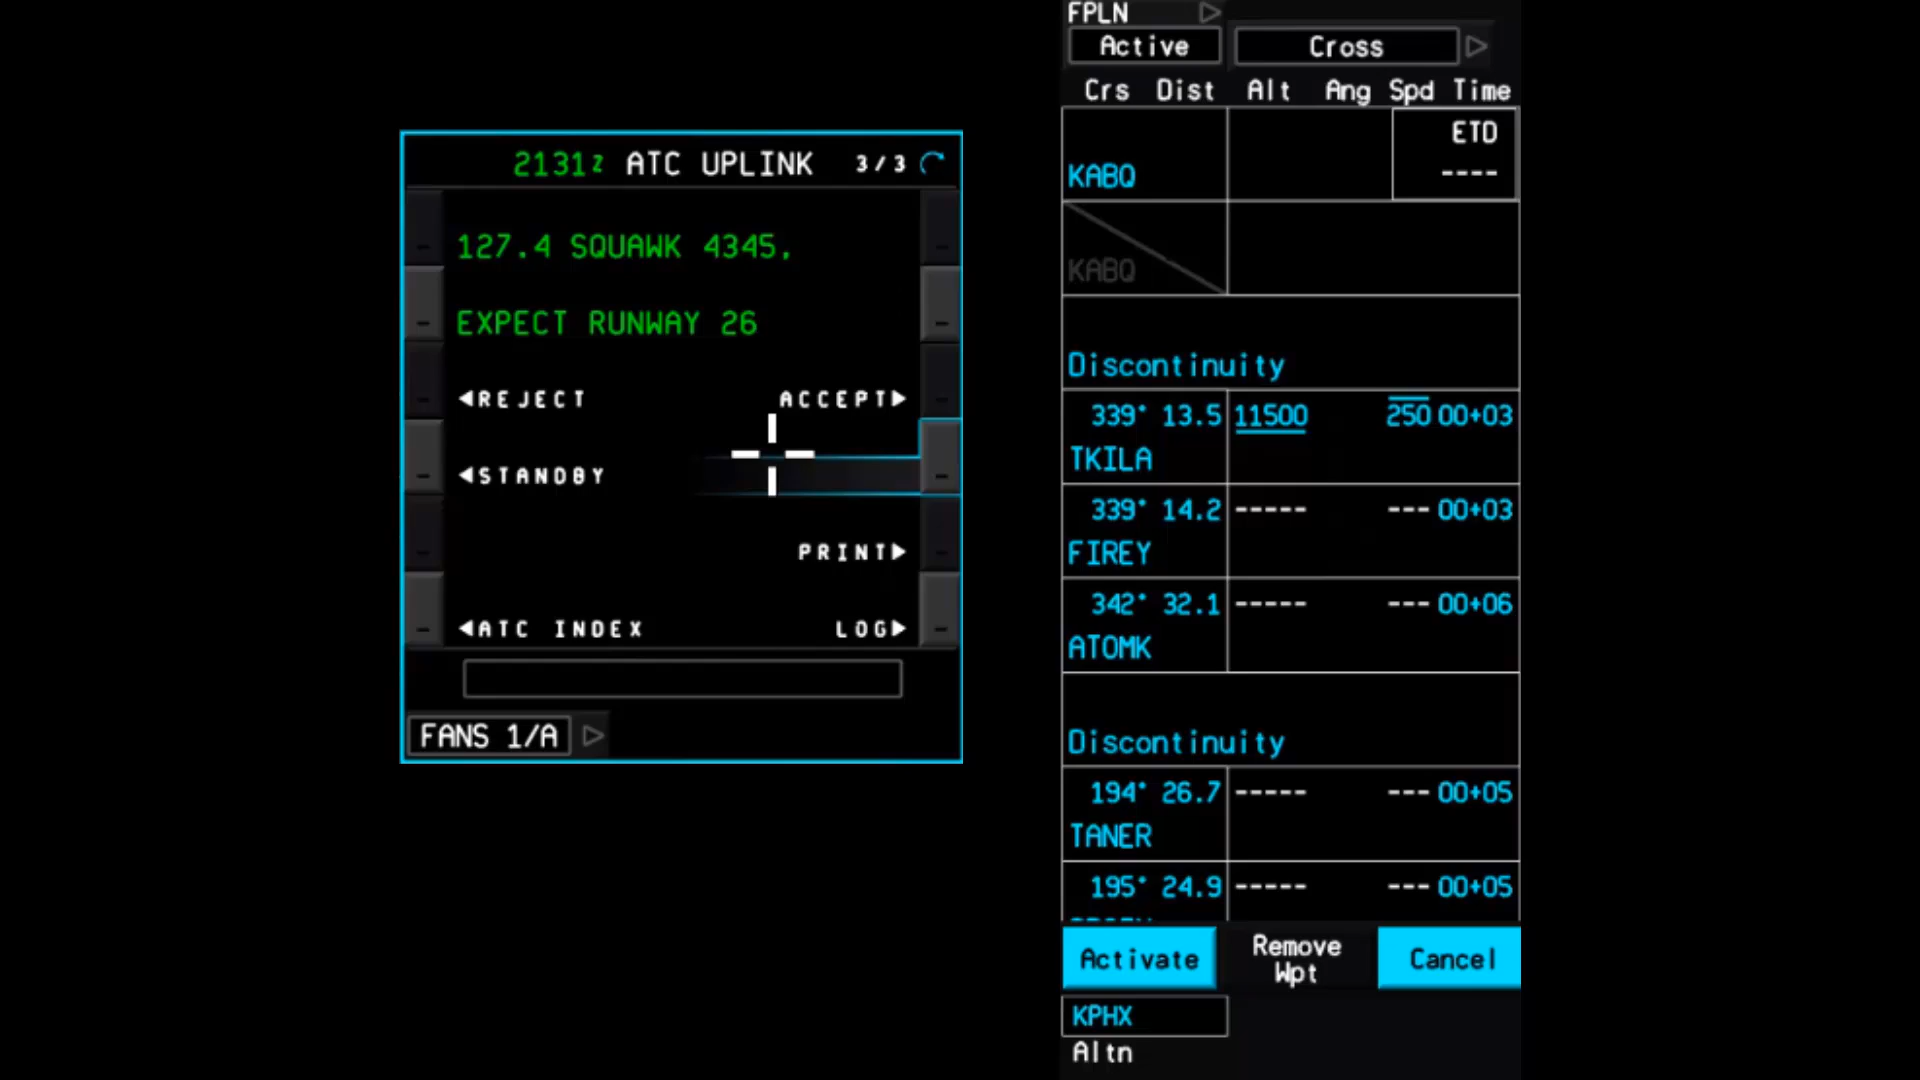 2131Z ATC UPLINK 3/3
127.4 SQUAWK 4345,
EXPECT RUNWAY 26
◀REJECT ACCEPT▶
◀STANDBY
PRINT▶
◀ATC INDEX LOG▶
FANS 1/A
FPLN
Active Cross
Crs Dist Alt Ang Spd Time
ETD
KABQ ----
KABQ
Discontinuity
339° 13.5 11500 250 00+03
TKILA
339° 14.2 ----- --- 00+03
FIREY
342° 32.1 ----- --- 00+06
ATOMK
Discontinuity
194° 26.7 ----- --- 00+05
TANER
195° 24.9 ----- --- 00+05
Activate Remove Wpt Cancel
KPHX
Altn